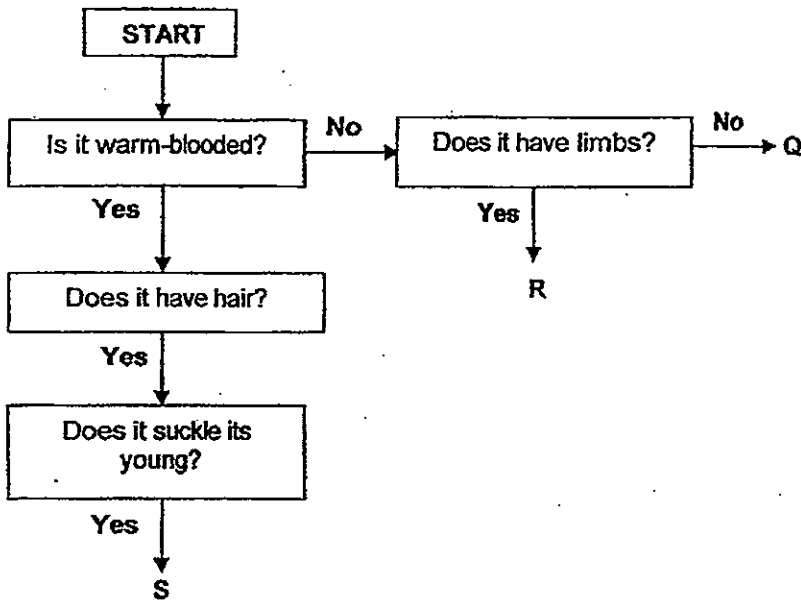 START
Is it warm-blooded?
No
Does it have limbs?
No
Q
Yes
Yes
R
Does it have hair?
Yes
Does it suckle its
young?
Yes
S